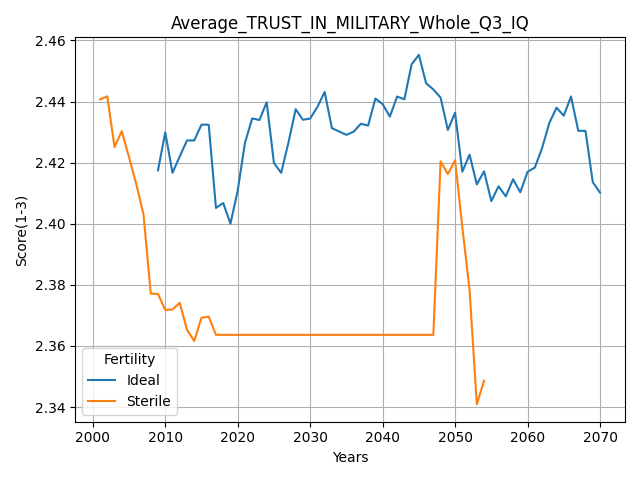 Average_TRUST_IN_MILITARY_Whole_Q3_IQ
2.46
2.44
2.42
2.40
2.38
2.36
2.34
Score(1-3)
Fertility
Ideal
Sterile
2000 2010 2020 2030 2040 2050 2060 2070
Years